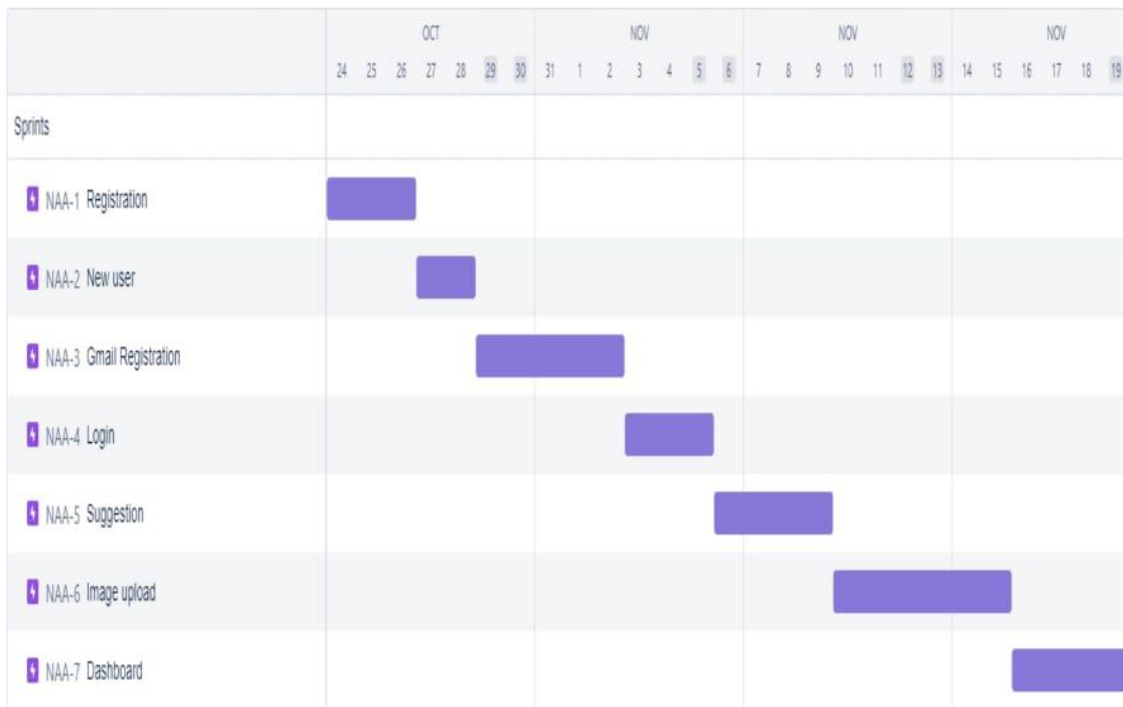 OCT NOV NOV NOV
24 25 26 27 28 29 30 31 1 2 3 4 5 6 7 8 9 10 11 12 13 14 15 16 17 18 19
Sprints
NAA-1 Registration
NAA-2 New user
NAA-3 Gmail Registration
NAA-4 Login
NAA-5 Suggestion
NAA-6 Image upload
NAA-7 Dashboard